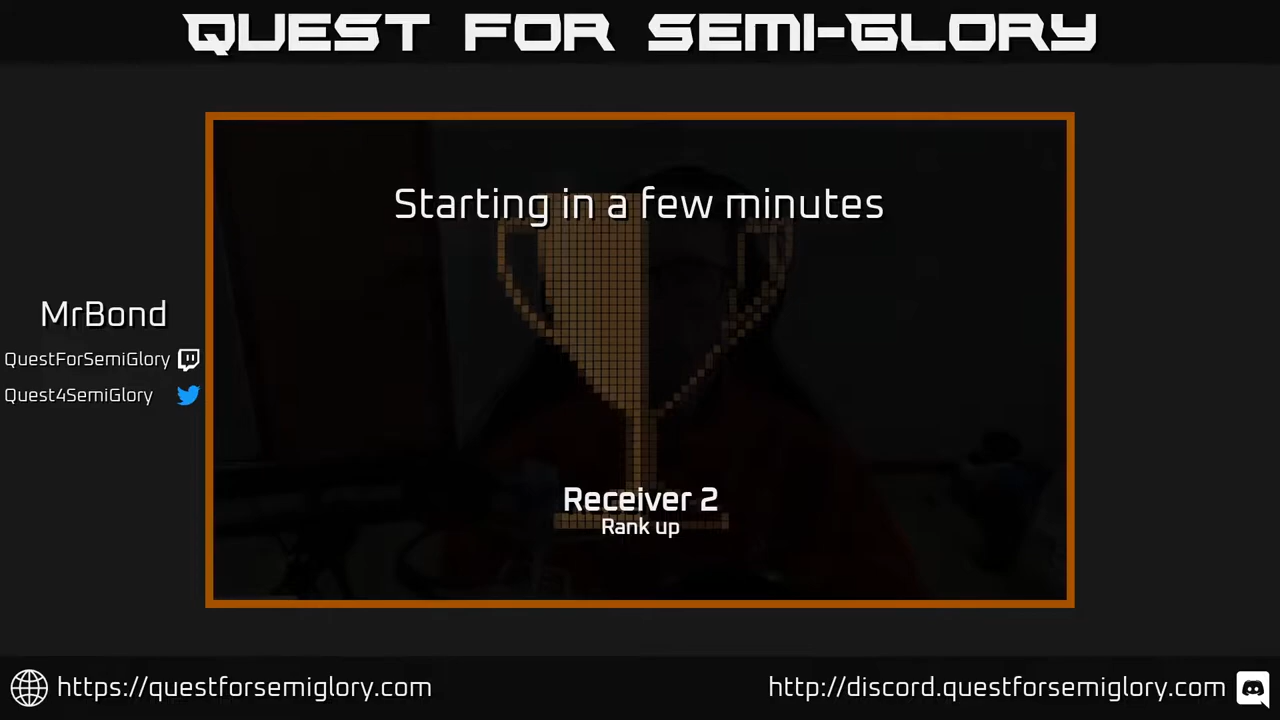 QUEST FOR SEMI-GLORY
Starting in a few minutes
MrBond
QuestForSemiGlory
Quest4SemiGlory
Receiver 2
Rank up
https://questforsemiglory.com
http://discord.questforsemiglory.com